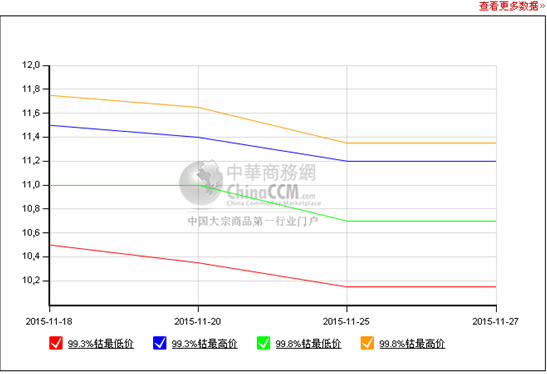 查看更多数据»
12,0
11,8
11,6
11,4
11,2
11,0
10,8
10,6
10,4
10,2
中華商務網
ChinaCCM.com
China Commodity Marketplace
中国大宗商品第一行业门户
2015-11-18 2015-11-20 2015-11-25 2015-11-27
99.3%钴最低价 99.3%钴最高价 99.8%钴最低价 99.8%钴最高价